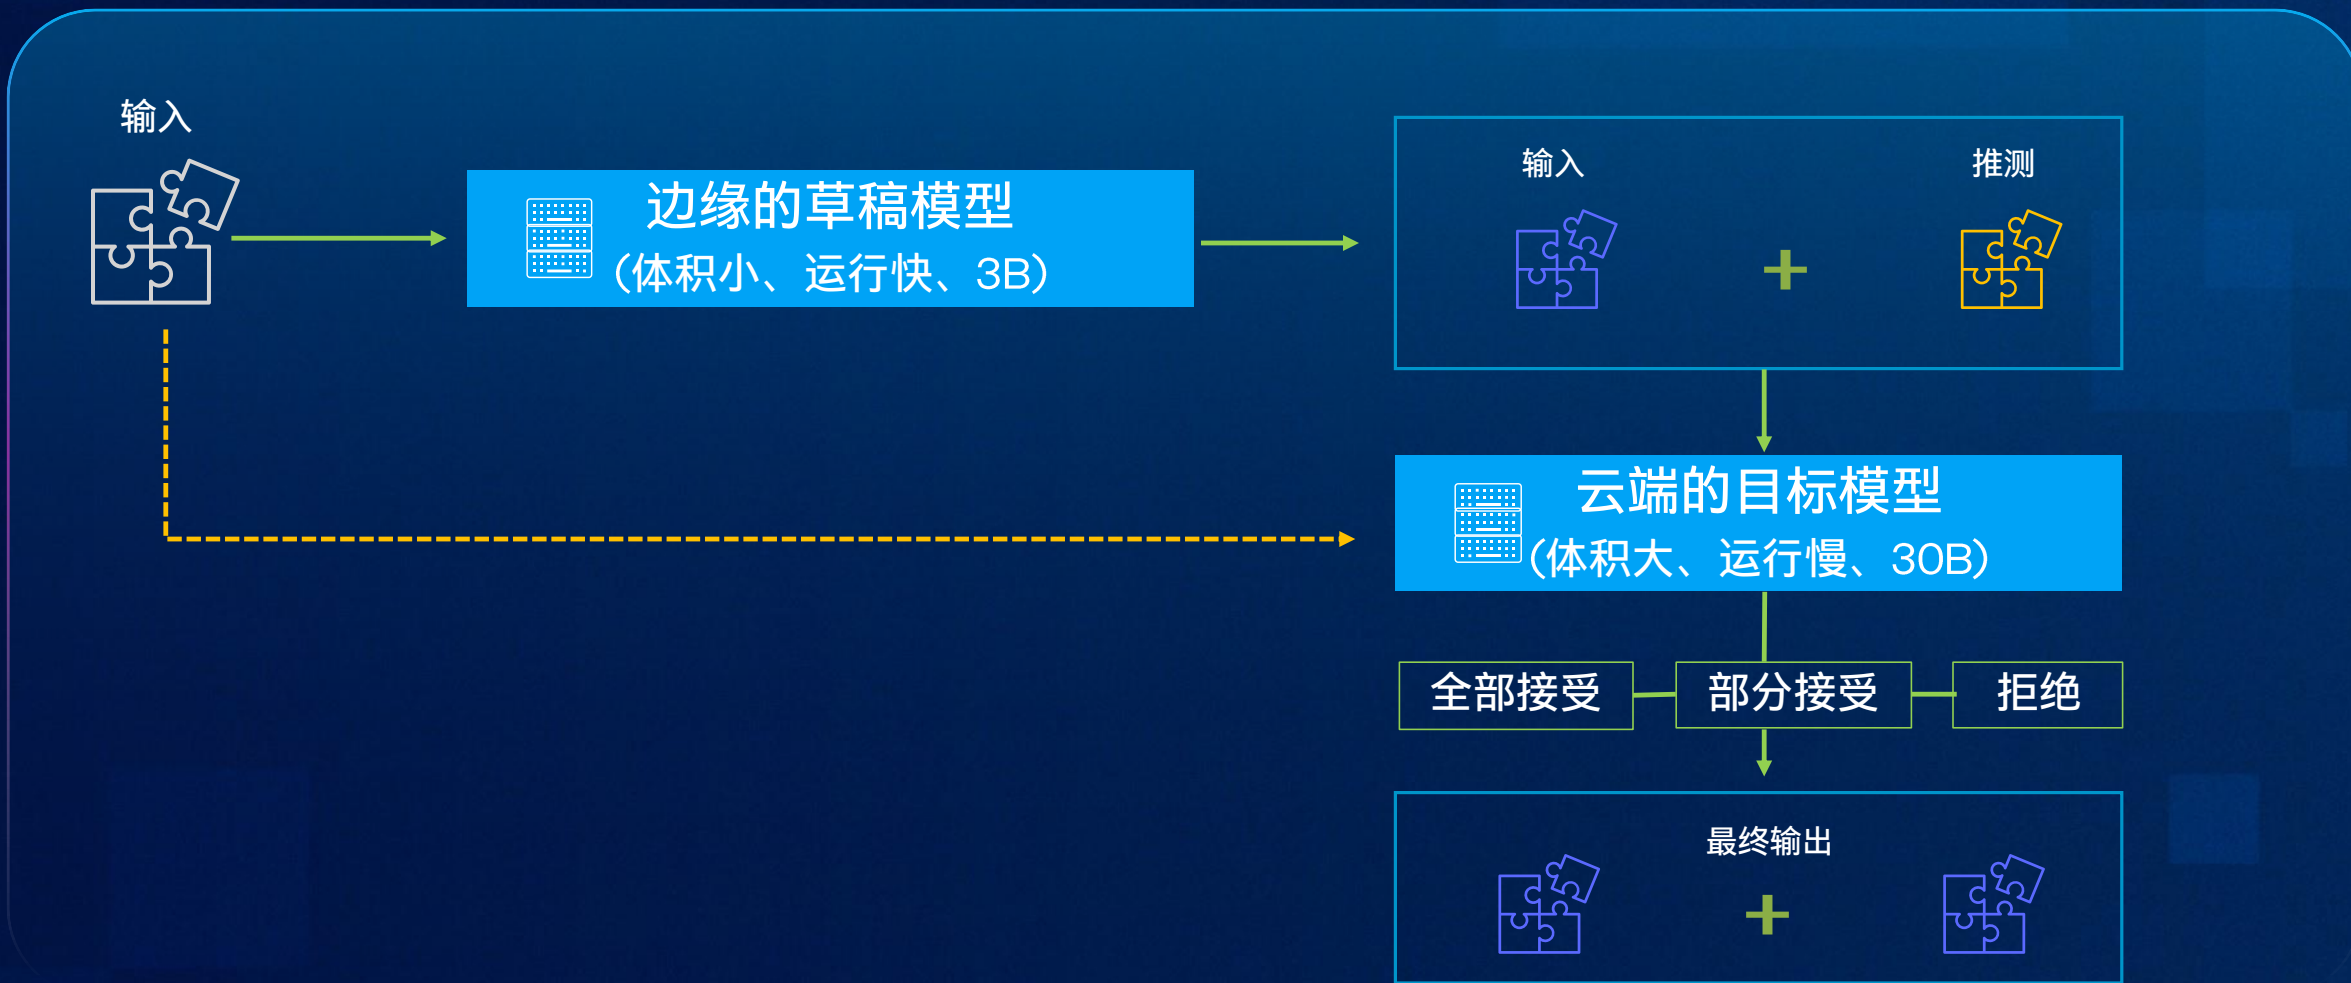 输入
边缘的草稿模型
(体积小、运行快、3B)
输入
推测
云端的目标模型
(体积大、运行慢、30B)
全部接受
部分接受
拒绝
最终输出